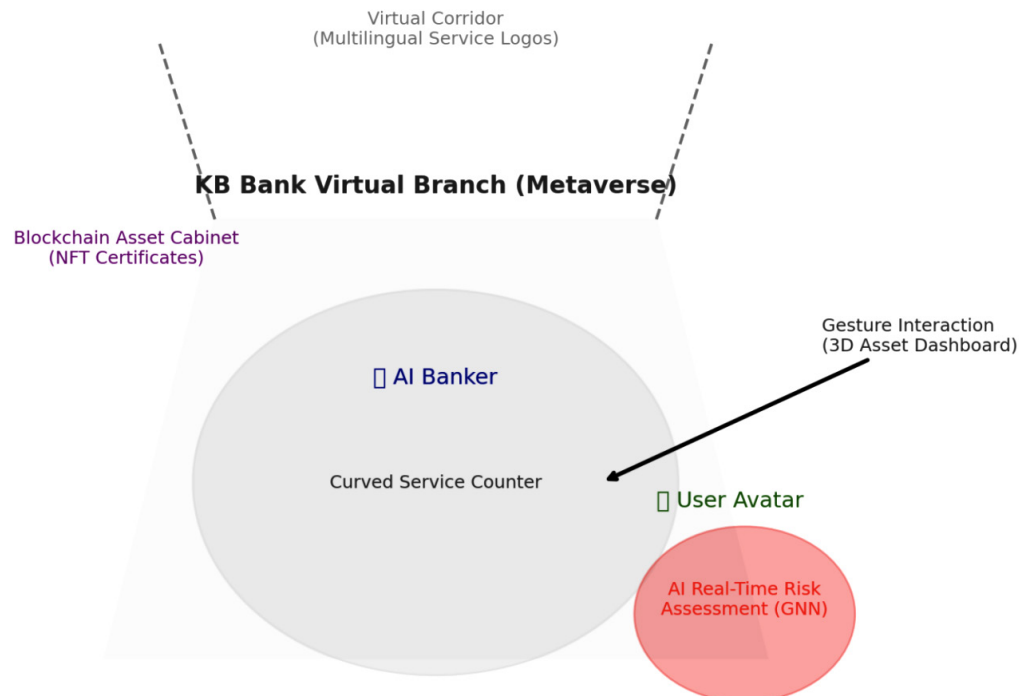 Virtual Corridor
(Multilingual Service Logos)
KB Bank Virtual Branch (Metaverse)
Blockchain Asset Cabinet
(NFT Certificates)
Gesture Interaction
(3D Asset Dashboard)
AI Banker
Curved Service Counter
User Avatar
AI Real-Time Risk
Assessment (GNN)